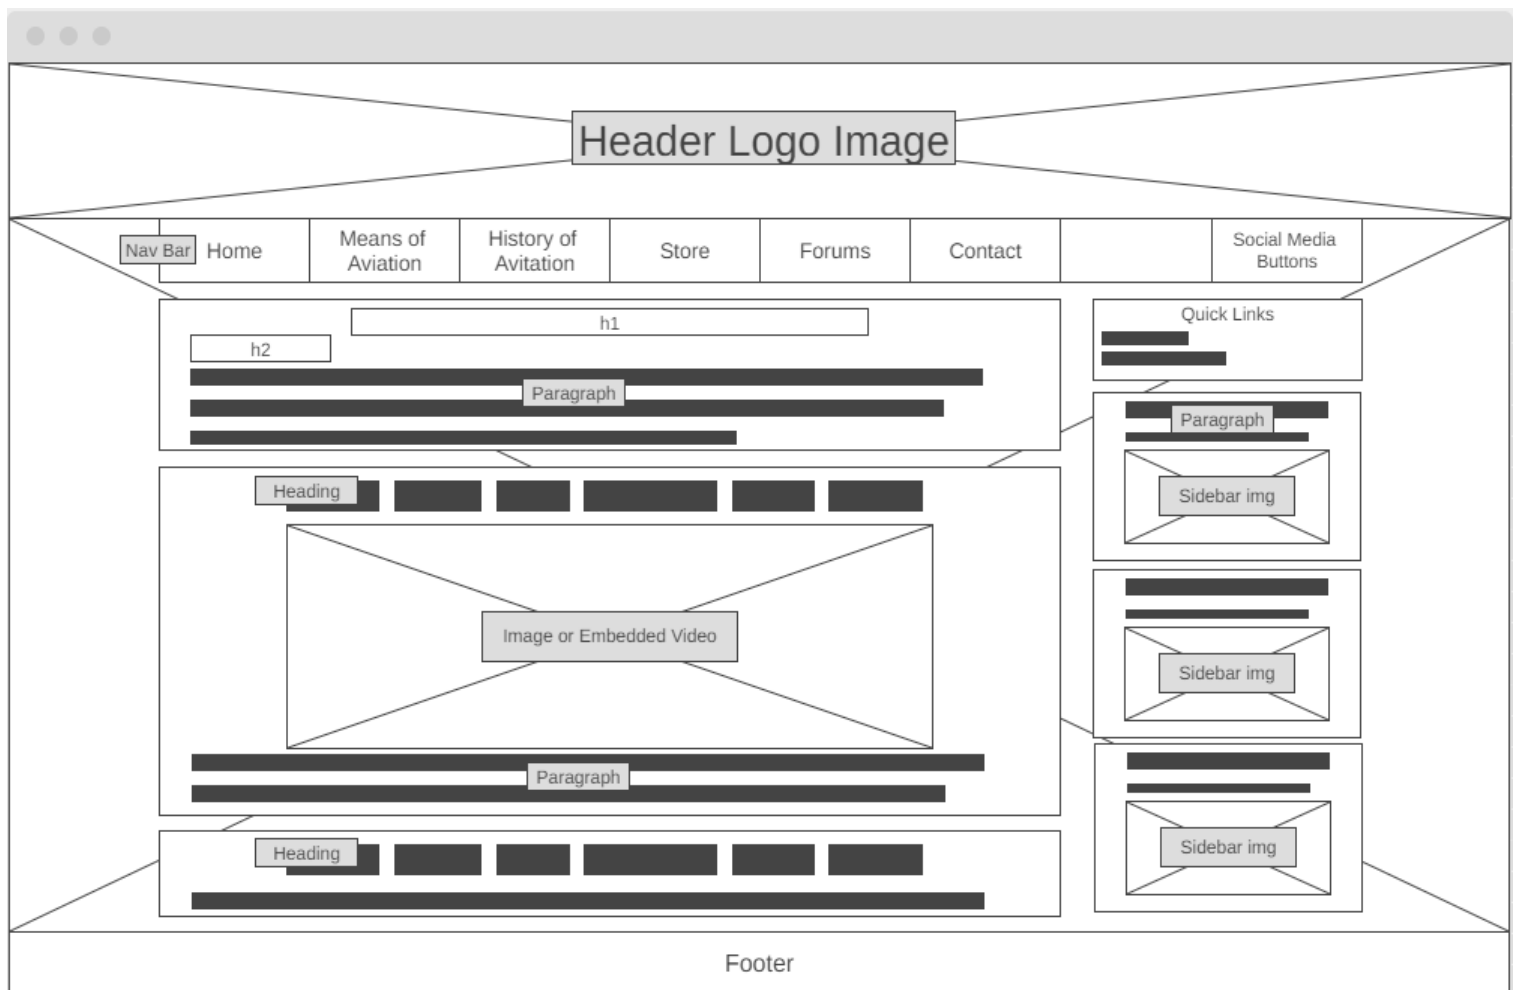 Header Logo Image
Nav Bar
Home
Means of
Aviation
History of
Avitation
Store
Forums
Contact
Social Media
Buttons
h1
h2
Paragraph
Heading
Image or Embedded Video
Paragraph
Heading
Quick Links
Paragraph
Sidebar img
Sidebar img
Sidebar img
Footer